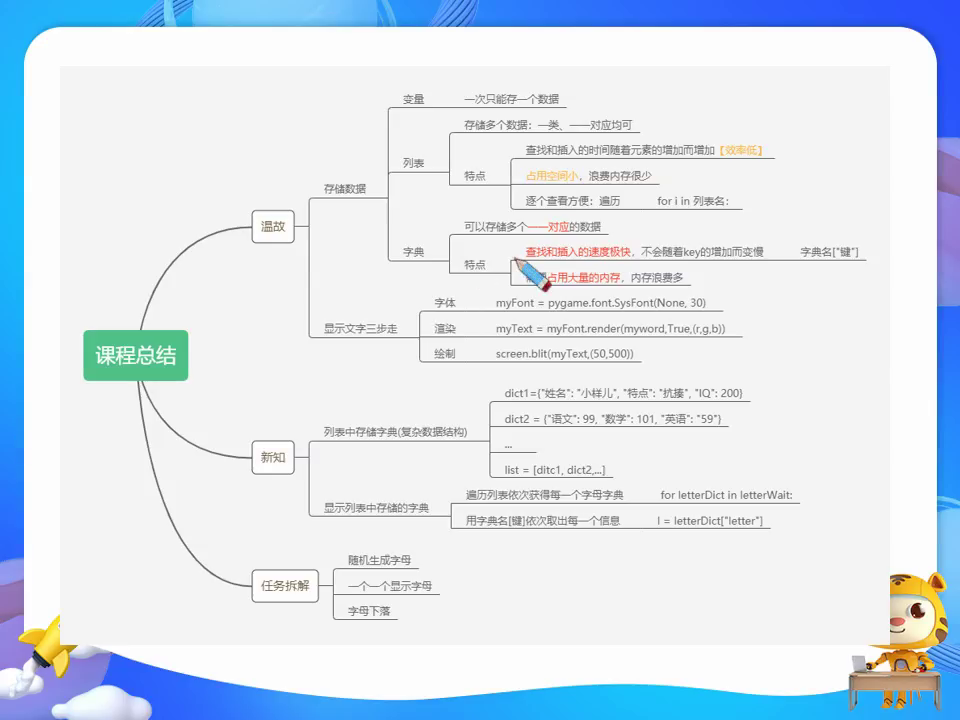 变量 一次只能存一个数据
存储多个数据：一类、一一对应均可
查找和插入的时间随着元素的增加而增加【效率低】
列表
特点 占用空间小，浪费内存很少
存储数据
逐个查看方便：遍历 for i in 列表名:
温故
可以存储多个一一对应的数据
字典 查找和插入的速度极快，不会随着key的增加而变慢 字典名["键"]
特点
占用大量的内存，内存浪费多
字体 myFont = pygame.font.SysFont(None, 30)
显示文字三步走 渲染 myText = myFont.render(myword,True,(r,g,b))
绘制 screen.blit(myText,(50,500))
课程总结
dict1={"姓名": "小样儿", "特点": "抗揍", "IQ": 200}
dict2 = {"语文": 99, "数学": 101, "英语": "59"}
列表中存储字典(复杂数据结构)
...
新知
list = [ditc1, dict2,...]
遍历列表依次获得每一个字母字典 for letterDict in letterWait:
显示列表中存储的字典
用字典名[键]依次取出每一个信息 l = letterDict["letter"]
随机生成字母
任务拆解 一个一个显示字母
字母下落